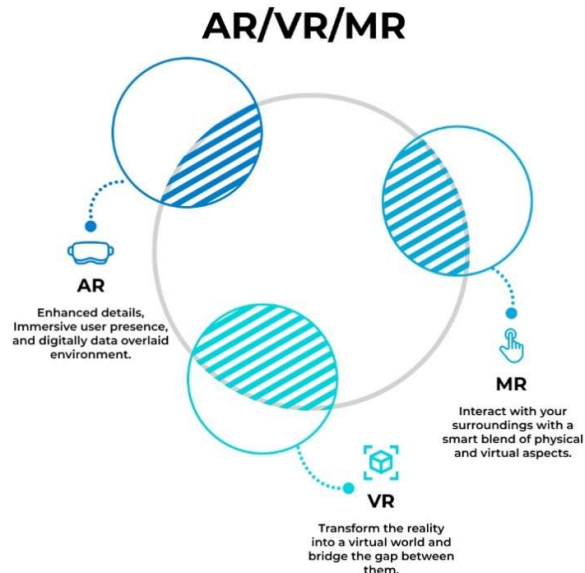 AR/VR/MR
AR
Enhanced details,
Immersive user presence,
and digitally data overlaid
environment.
MR
Interact with your
surroundings with a
smart blend of physical
and virtual aspects.
VR
Transform the reality
into a virtual world and
bridge the gap between
them.